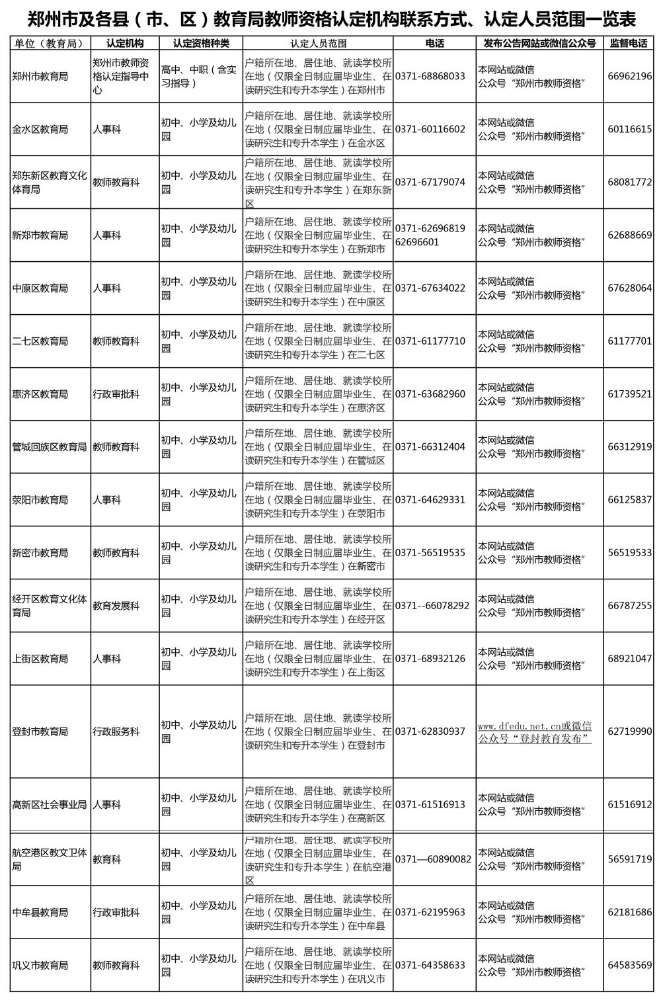 郑州市及各县（市、区）教育局教师资格认定机构联系方式、认定人员范围一览表
单位（教育局） 认定机构 认定资格种类 认定人员范围 电话 发布公告网站或微信公众号 监督电话
郑州市教育局
郑州市教师资
格认定指导中
心
高中、中职（含实
习指导）
户籍所在地、居住地、就读学校所
在地（仅限全日制应届毕业生、在
读研究生和专升本学生）在郑州市
0371-68868033
本网站或微信
公众号“郑州市教师资格”
66962196
金水区教育局
人事科
初中、小学及幼儿
园
户籍所在地、居住地、就读学校所
在地（仅限全日制应届毕业生、在
读研究生和专升本学生）在金水区
0371-60116602
本网站或微信
公众号“郑州市教师资格”
60116615
郑东新区教育文化
体育局
教师教育科
初中、小学及幼儿
园
户籍所在地、居住地、就读学校所
在地（仅限全日制应届毕业生、在
读研究生和专升本学生）在郑东新
区
0371-67179074
本网站或微信
公众号“郑州市教师资格”
68081772
新郑市教育局
人事科
初中、小学及幼儿
园
户籍所在地、居住地、就读学校所
在地（仅限全日制应届毕业生、在
读研究生和专升本学生）在新郑市
0371-62696819
62696601
本网站或微信
公众号“郑州市教师资格”
62688669
中原区教育局
人事科
初中、小学及幼儿
园
户籍所在地、居住地、就读学校所
在地（仅限全日制应届毕业生、在
读研究生和专升本学生）在中原区
0371-67634022
本网站或微信
公众号“郑州市教师资格”
67628064
二七区教育局
教师教育科
初中、小学及幼儿
园
户籍所在地、居住地、就读学校所
在地（仅限全日制应届毕业生、在
读研究生和专升本学生）在二七区
0371-61177710
本网站或微信
公众号“郑州市教师资格”
61177701
惠济区教育局
行政审批科
初中、小学及幼儿
园
户籍所在地、居住地、就读学校所
在地（仅限全日制应届毕业生、在
读研究生和专升本学生）在惠济区
0371-63682960
本网站或微信
公众号“郑州市教师资格”
61739521
管城回族区教育局
教师教育科
初中、小学及幼儿
园
户籍所在地、居住地、就读学校所
在地（仅限全日制应届毕业生、在
读研究生和专升本学生）在管城区
0371-66312404
本网站或微信
公众号“郑州市教师资格”
66312919
荥阳市教育局
人事科
初中、小学及幼儿
园
户籍所在地、居住地、就读学校所
在地（仅限全日制应届毕业生、在
读研究生和专升本学生）在荥阳市
0371-64629331
本网站或微信
公众号“郑州市教师资格”
66125837
新密市教育局
教师教育科
初中、小学及幼儿
园
户籍所在地、居住地、就读学校所
在地（仅限全日制应届毕业生、在
读研究生和专升本学生）在新密市
0371-56519535
本网站或微信
公众号“郑州市教师资格”
56519533
经开区教育文化体
育局
教育发展科
初中、小学及幼儿
园
户籍所在地、居住地、就读学校所
在地（仅限全日制应届毕业生、在
读研究生和专升本学生）在经开区
0371--66078292
本网站或微信
公众号“郑州市教师资格”
66787255
上街区教育局
人事科
初中、小学及幼儿
园
户籍所在地、居住地、就读学校所
在地（仅限全日制应届毕业生、在
读研究生和专升本学生）在上街区
0371-68932126
本网站或微信
公众号“郑州市教师资格”
68921047
登封市教育局
行政服务科
初中、小学及幼儿
园
户籍所在地、居住地、就读学校所
在地（仅限全日制应届毕业生、在
读研究生和专升本学生）在登封市
0371-62830937
www.dfedu.net.cn或微信
公众号“登封教育发布”
62719990
高新区社会事业局
人事科
初中、小学及幼儿
园
户籍所在地、居住地、就读学校所
在地（仅限全日制应届毕业生、在
读研究生和专升本学生）在高新区
0371-61516913
本网站或微信
公众号“郑州市教师资格”
61516912
航空港区教文卫体
局
教育科
初中、小学及幼儿
园
户籍所在地、居住地、就读学校所
在地（仅限全日制应届毕业生、在
读研究生和专升本学生）在航空港
区
0371—60890082
本网站或微信
公众号“郑州市教师资格”
56591719
中牟县教育局
行政审批科
初中、小学及幼儿
园
户籍所在地、居住地、就读学校所
在地（仅限全日制应届毕业生、在
读研究生和专升本学生）在中牟县
0371-62195963
本网站或微信
公众号“郑州市教师资格”
62181686
巩义市教育局
教师教育科
初中、小学及幼儿
园
户籍所在地、居住地、就读学校所
在地（仅限全日制应届毕业生、在
读研究生和专升本学生）在巩义市
0371-64358633
本网站或微信
公众号“郑州市教师资格”
64583569